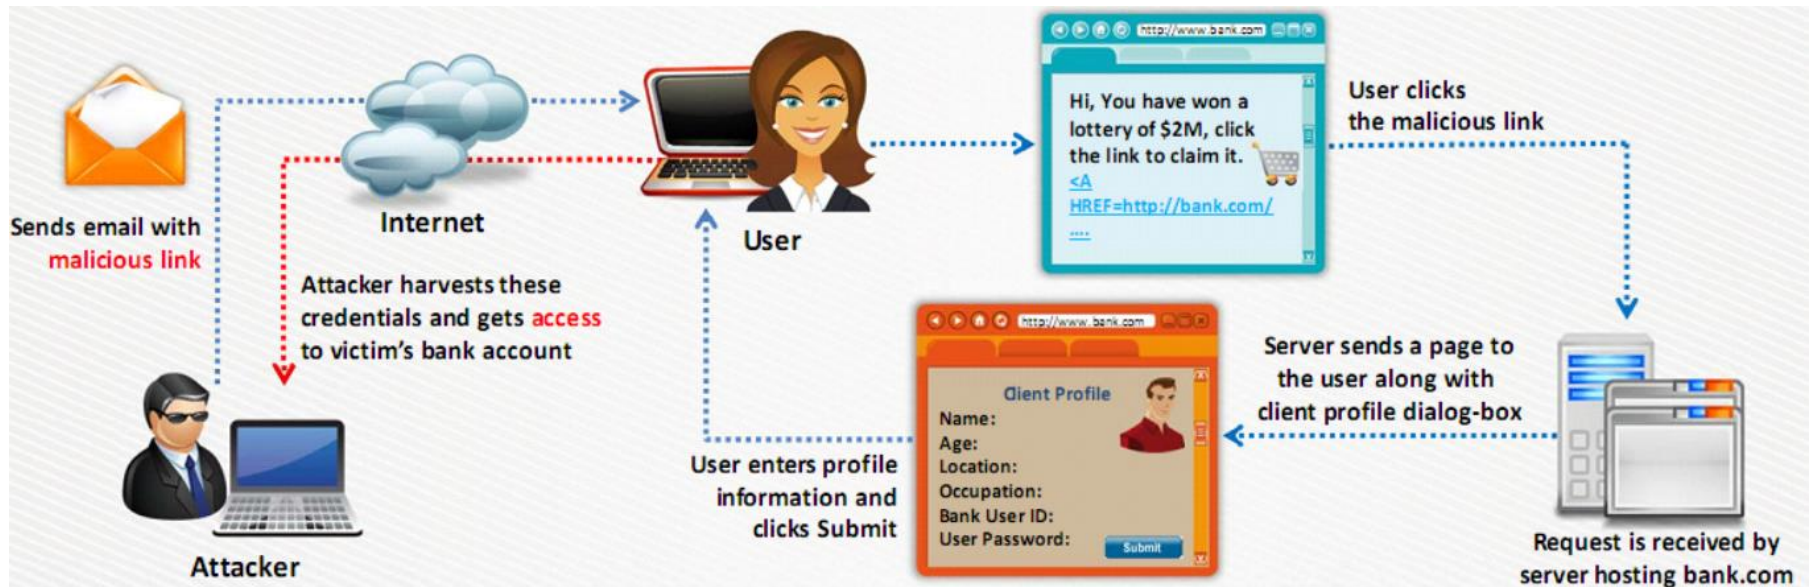 Sends email with
malicious link
Internet
Attacker harvests these
credentials and gets access
to victim's bank account
Attacker
User
http://www.bank.com
Hi, You have won a
lottery of $2M, click
the link to claim it.
<A
HREF=http://bank.com/
....
User clicks
the malicious link
Request is received by
server hosting bank.com
Server sends a page to
the user along with
client profile dialog-box
http://www.bank.com
Client Profile
Name:
Age:
Location:
Occupation:
Bank User ID:
User Password:
Submit
User enters profile
information and
clicks Submit